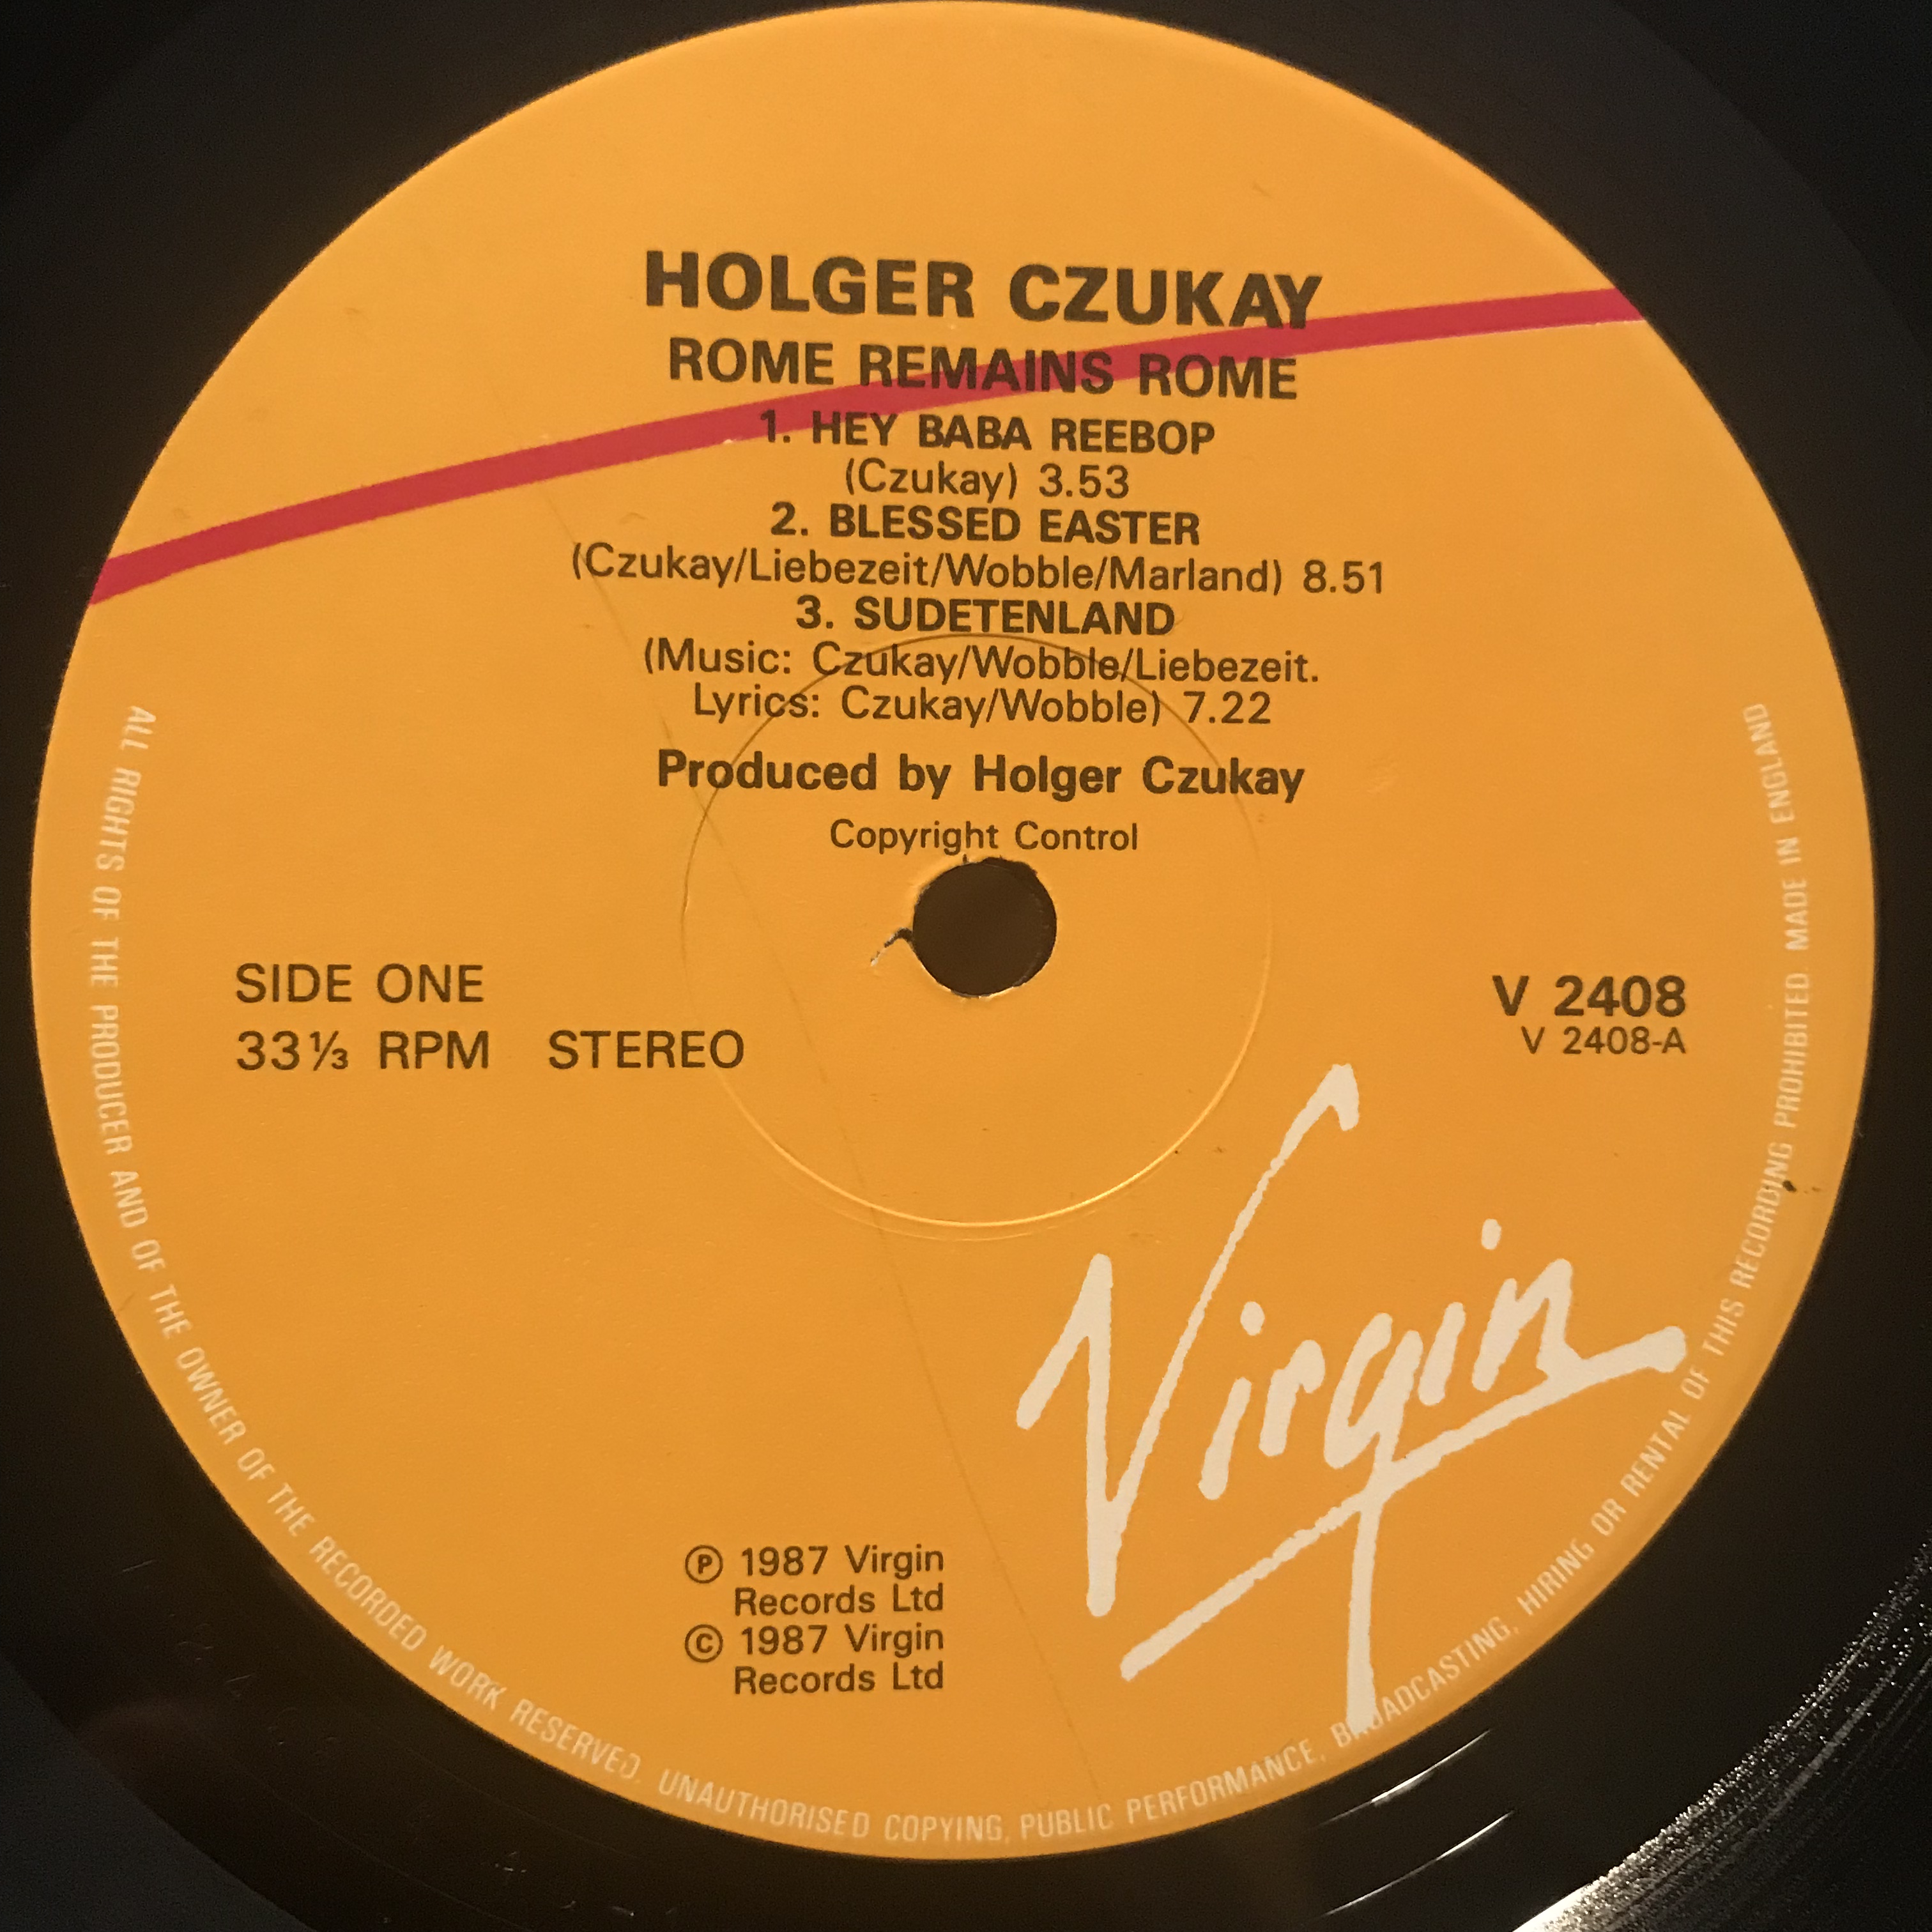 HOLGER CZUKAY
ROME REMAINS ROME
1. HEY BABA REEBOP
(Czukay) 3.53
2. BLESSED EASTER
(Czukay/Liebezeit/Wobble/Marland) 8.51
3. SUDETENLAND
(Music: Czukay/Wobble/Liebezeit.
Lyrics: Czukay/Wobble) 7.22
Produced by Holger Czukay
Copyright Control
SIDE ONE
33⅓ RPM STEREO
V 2408
V 2408-A
Virgin
Ⓟ 1987 Virgin
Records Ltd
© 1987 Virgin
Records Ltd
ALL RIGHTS OF THE PRODUCER AND OF THE OWNER OF THE RECORDED WORK RESERVED. UNAUTHORISED COPYING, PUBLIC PERFORMANCE, BROADCASTING, HIRING OR RENTAL OF THIS RECORDING PROHIBITED. MADE IN ENGLAND